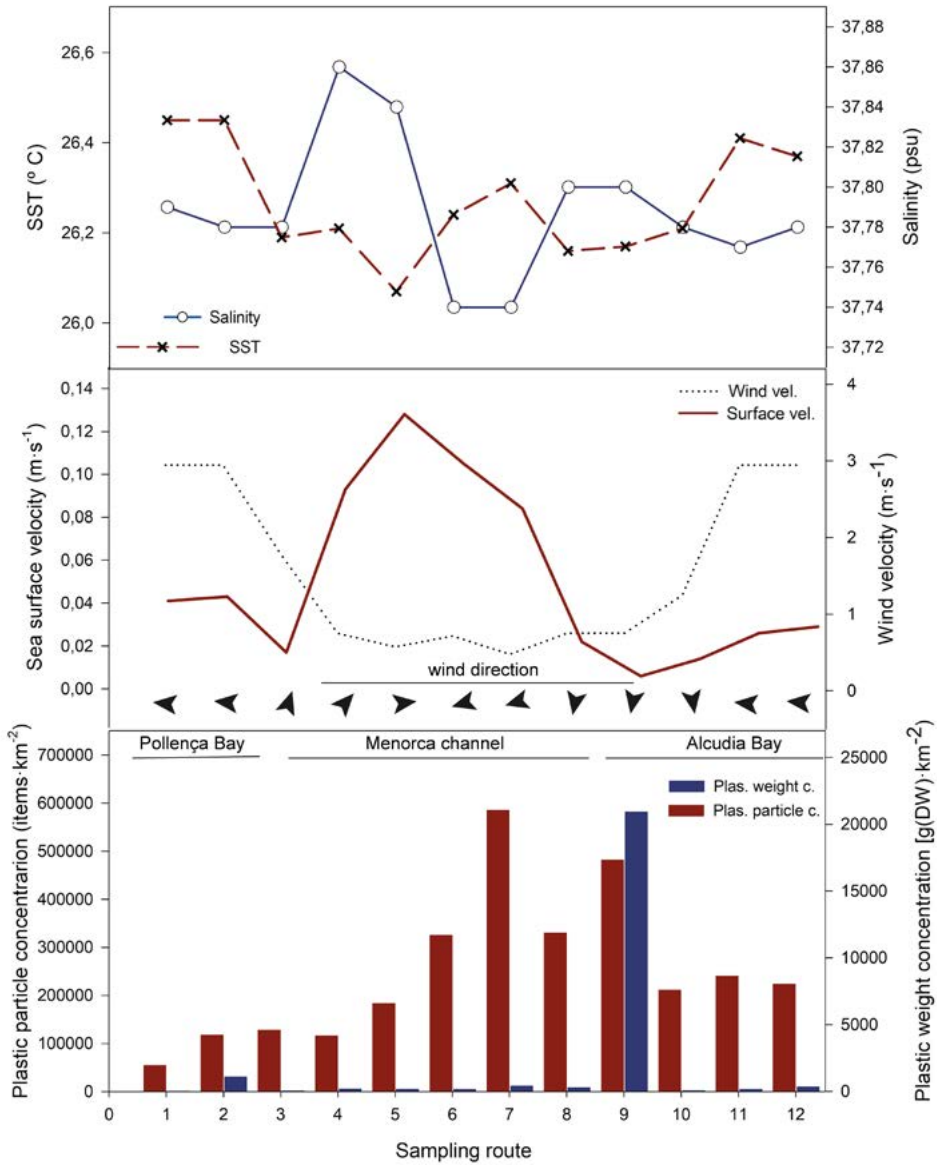 26,6
26,4
26,2
26,0
SST (º C)
37,88
37,86
37,84
37,82
37,80
37,78
37,76
37,74
37,72
Salinity (psu)
Salinity
SST
0,14
0,12
0,10
0,08
0,06
0,04
0,02
0,00
Sea surface velocity (m·s-1)
4
3
2
1
0
Wind velocity (m·s-1)
Wind vel.
Surface vel.
wind direction
Pollença Bay
Menorca channel
Alcudia Bay
700000
600000
500000
400000
300000
200000
100000
0
Plastic particle concentrarion (items·km-2)
25000
20000
15000
10000
5000
0
Plastic weight concentration [g(DW)·km-2)
Plas. weight c.
Plas. particle c.
0 1 2 3 4 5 6 7 8 9 10 11 12
Sampling route